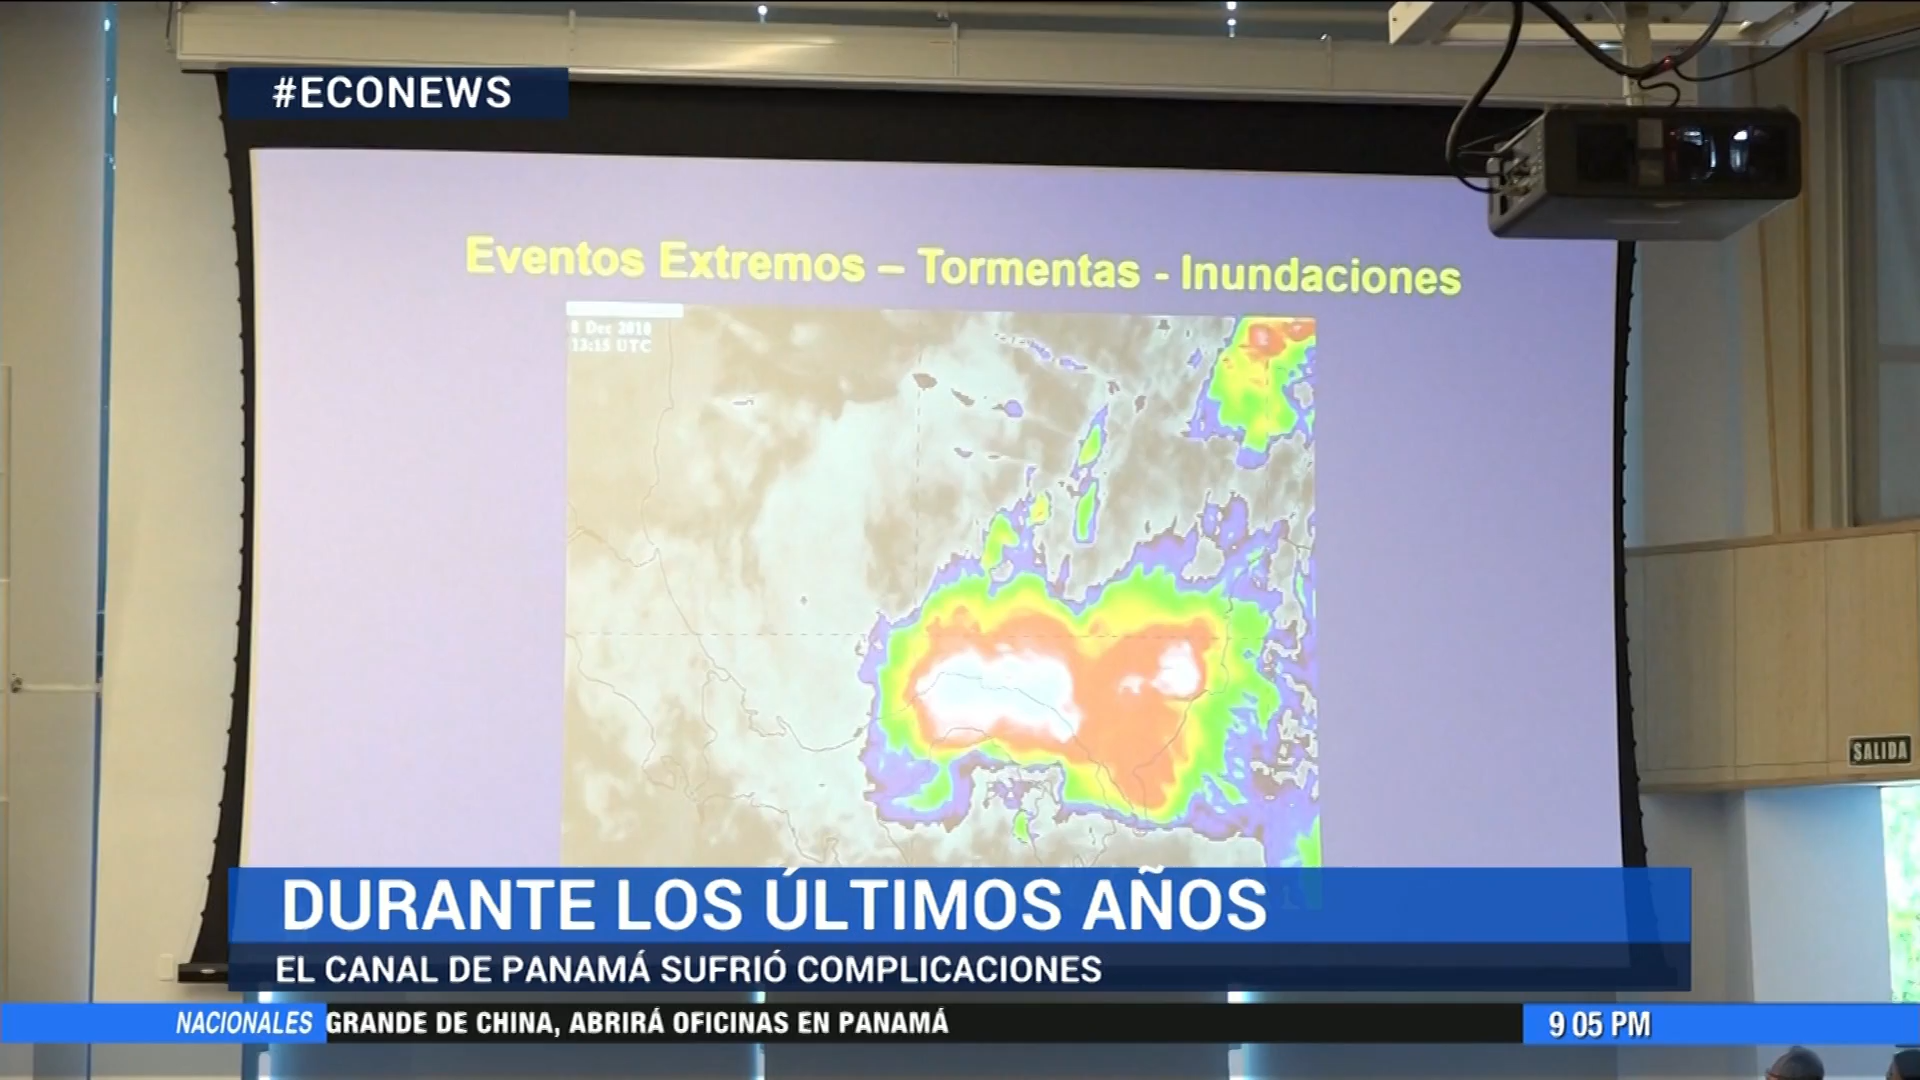 #ECONEWS
Eventos Extremos – Tormentas - Inundaciones
8 Dec 2010
13:15 UTC
SALIDA
DURANTE LOS ÚLTIMOS AÑOS
EL CANAL DE PANAMÁ SUFRIÓ COMPLICACIONES
NACIONALES GRANDE DE CHINA, ABRIRÁ OFICINAS EN PANAMÁ 9 05 PM